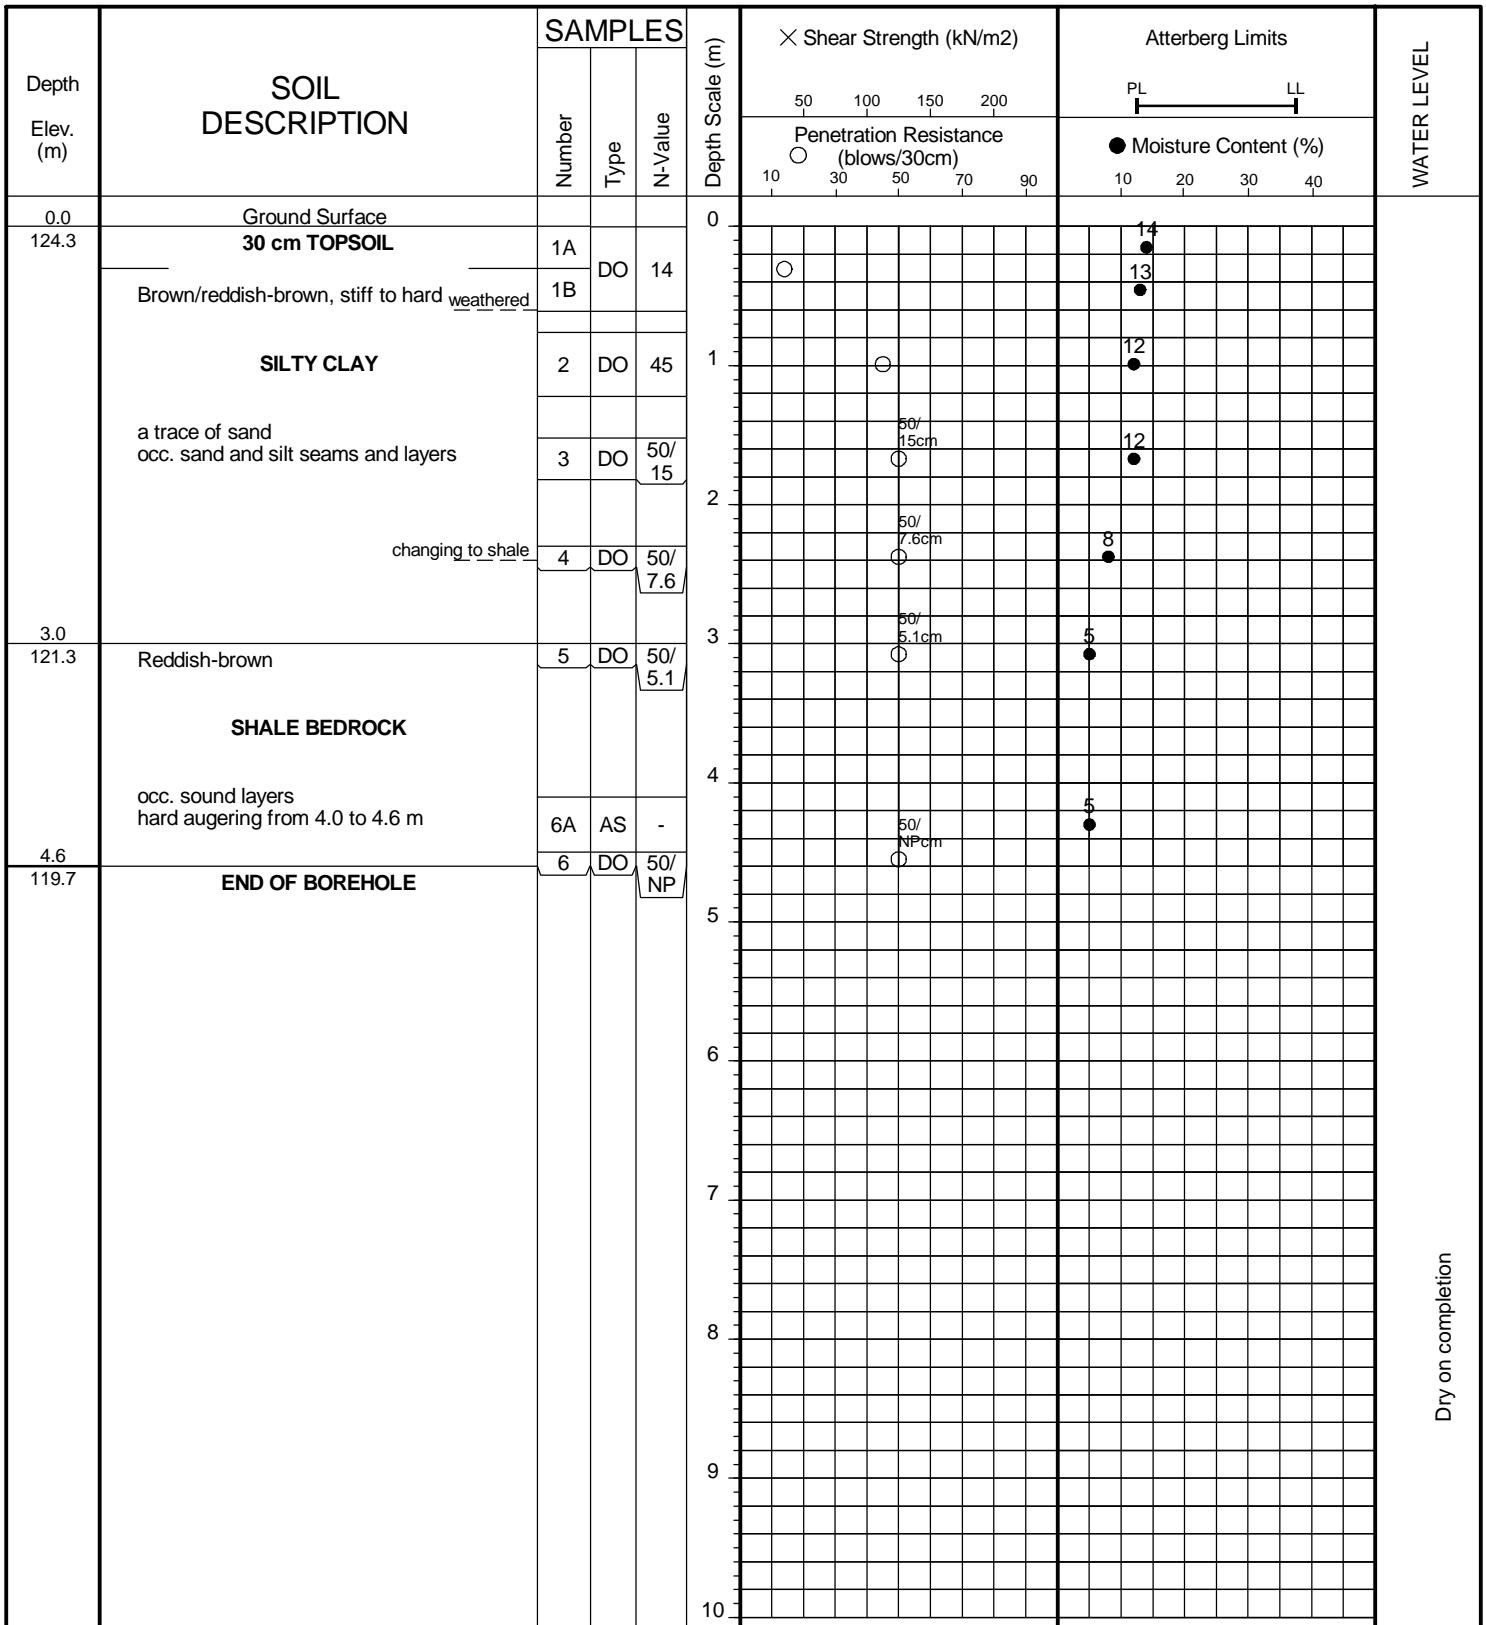 Depth
Elev.
(m)
SOIL
DESCRIPTION
SAMPLES
Number
Type
N-Value
Depth Scale (m)
× Shear Strength (kN/m2)
50 100 150 200
Penetration Resistance
(blows/30cm)
10 30 50 70 90
Atterberg Limits
PL LL
Moisture Content (%)
10 20 30 40
WATER LEVEL
0.0
Ground Surface
124.3
30 cm TOPSOIL
1A
DO
14
1B
Brown/reddish-brown, stiff to hard
weathered
SILTY CLAY
2 DO 45
a trace of sand
occ. sand and silt seams and layers
3 DO 50/
15
changing to shale
4 DO 50/
7.6
3.0
121.3
Reddish-brown
5 DO 50/
5.1
SHALE BEDROCK
occ. sound layers
hard augering from 4.0 to 4.6 m
6A AS -
4.6
6 DO 50/
NP
119.7
END OF BOREHOLE
0
1
2
3
4
5
6
7
8
9
10
50/
15cm
50/
7.6cm
50/
5.1cm
50/
NPcm
14
13
12
12
8
5
5
Dry on completion